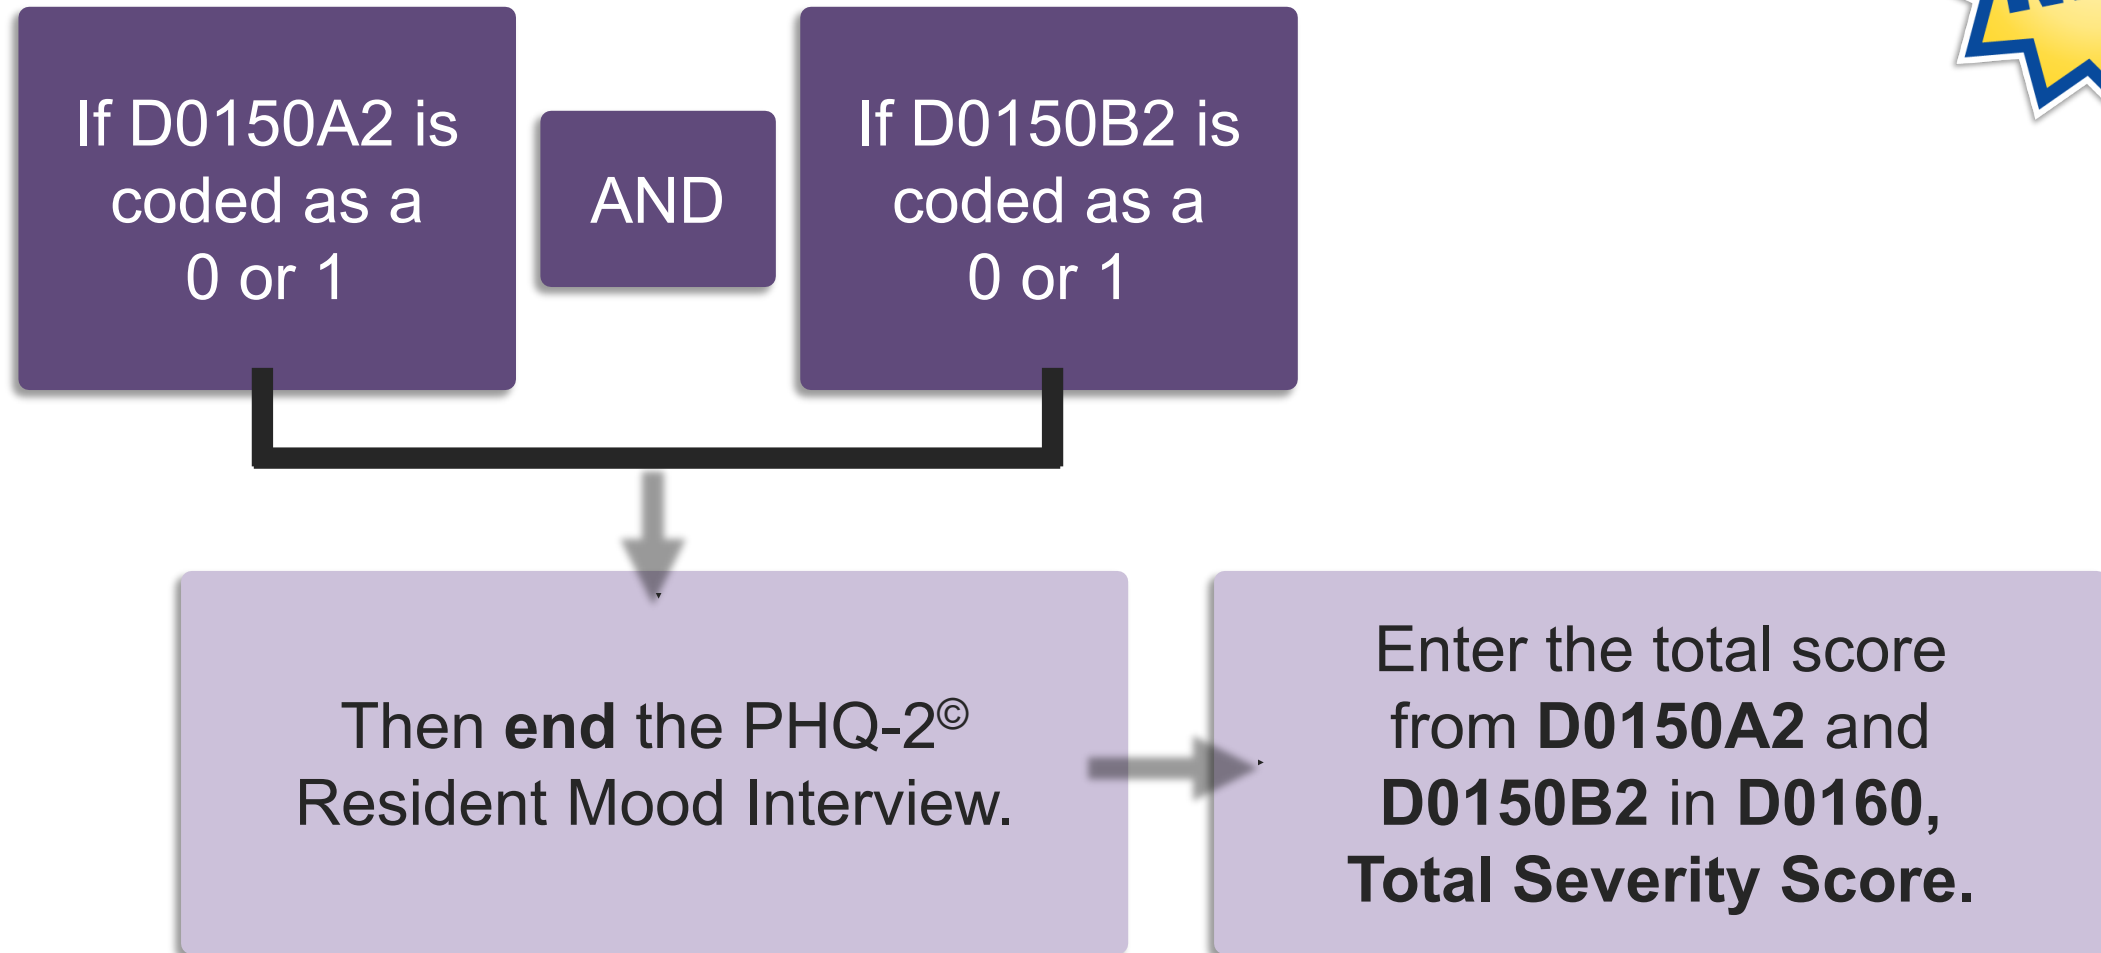 If D0150A2 is
coded as a
0 or 1
AND
If D0150B2 is
coded as a
0 or 1
Then end the PHQ-2©
Resident Mood Interview.
Enter the total score
from D0150A2 and
D0150B2 in D0160,
Total Severity Score.